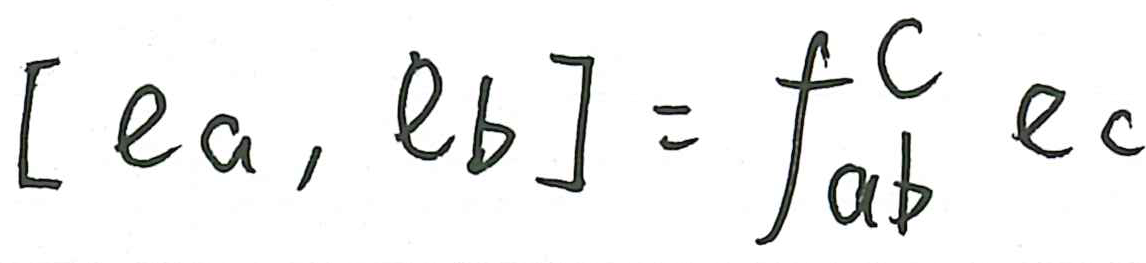 [e_a, e_b] = f_{ab}^c e_c